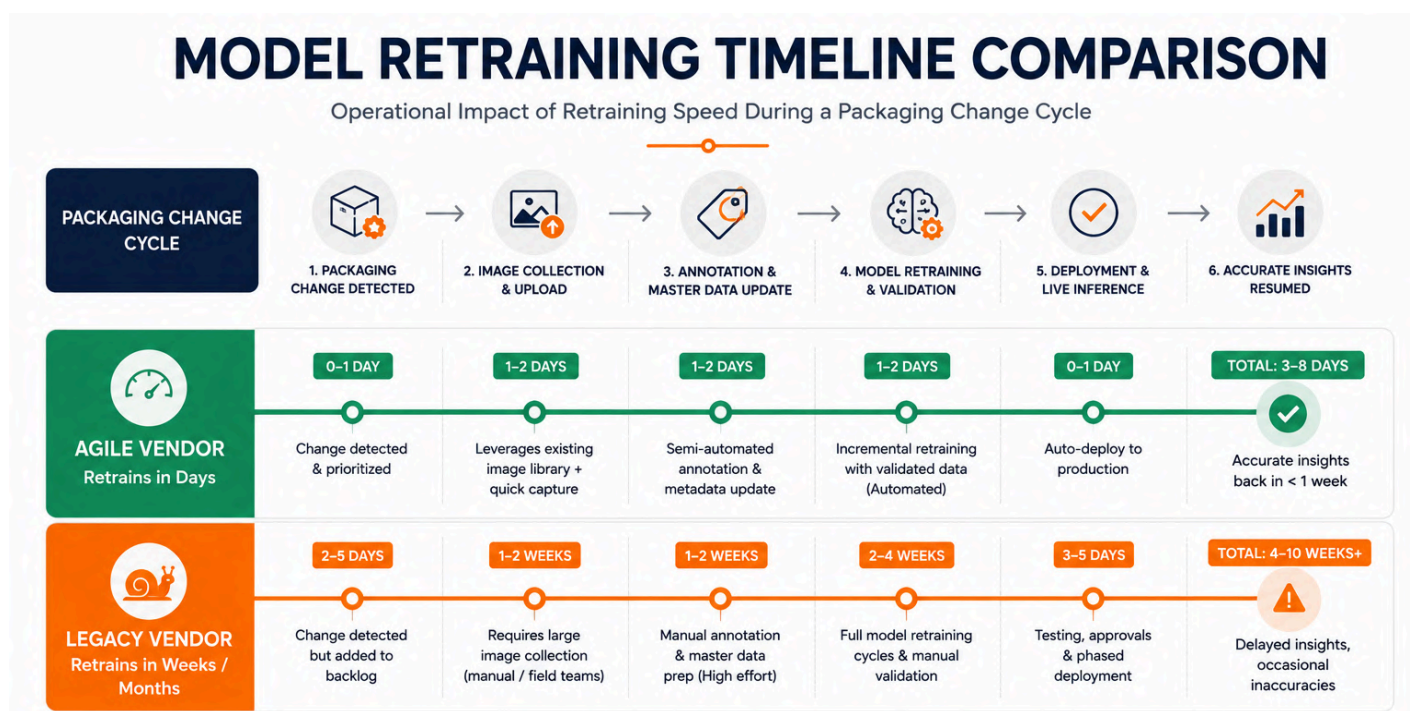 MODEL RETRAINING TIMELINE COMPARISON
Operational Impact of Retraining Speed During a Packaging Change Cycle
PACKAGING CHANGE
CYCLE
1. PACKAGING
CHANGE DETECTED
2. IMAGE COLLECTION
& UPLOAD
3. ANNOTATION &
MASTER DATA UPDATE
4. MODEL RETRAINING
& VALIDATION
5. DEPLOYMENT &
LIVE INFERENCE
6. ACCURATE INSIGHTS
RESUMED
AGILE VENDOR
Retrains in Days
0–1 DAY
Change detected
& prioritized
1–2 DAYS
Leverages existing
image library +
quick capture
1–2 DAYS
Semi-automated
annotation &
metadata update
1–2 DAYS
Incremental retraining
with validated data
(Automated)
0–1 DAY
Auto-deploy to
production
TOTAL: 3–8 DAYS
Accurate insights
back in < 1 week
LEGACY VENDOR
Retrains in Weeks /
Months
2–5 DAYS
Change detected
but added to
backlog
1–2 WEEKS
Requires large
image collection
(manual / field teams)
1–2 WEEKS
Manual annotation
& master data
prep (High effort)
2–4 WEEKS
Full model retraining
cycles & manual
validation
3–5 DAYS
Testing, approvals
& phased
deployment
TOTAL: 4–10 WEEKS+
Delayed insights,
occasional
inaccuracies